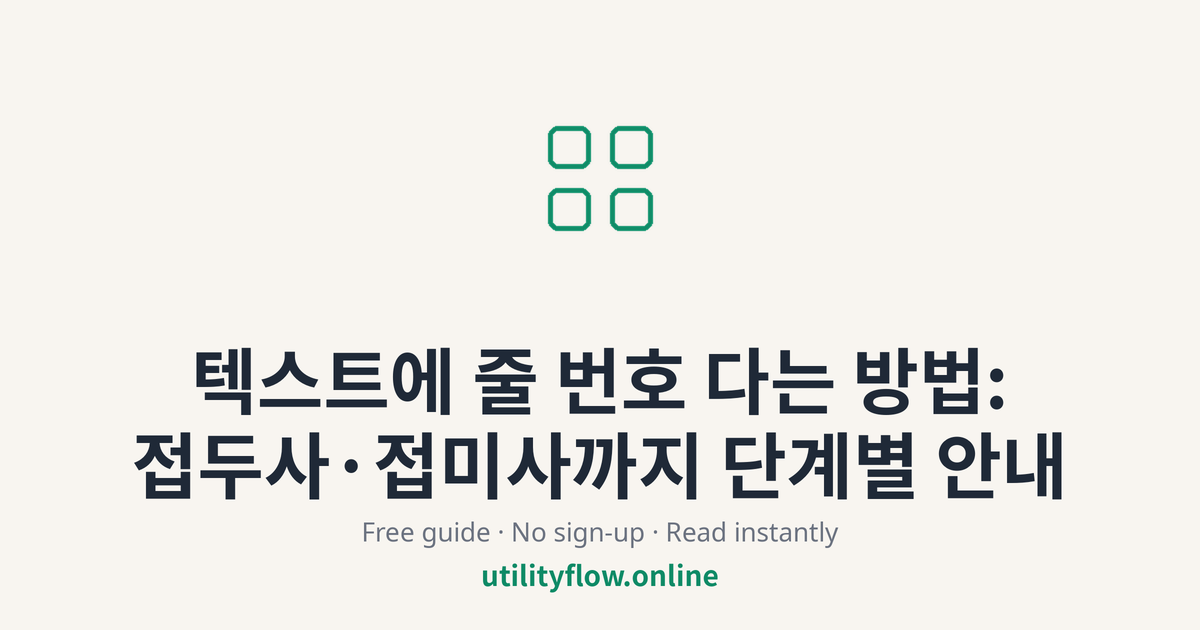 텍스트에 줄 번호 다는 방법:
접두사·접미사까지 단계별 안내
Free guide · No sign-up · Read instantly
utilityflow.online